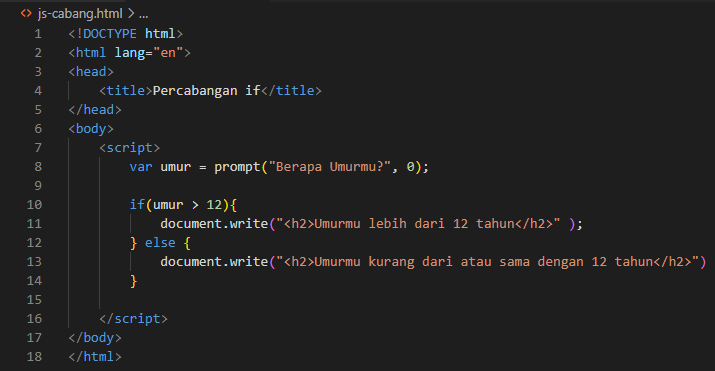 <> js-cabang.html > ...
1 <!DOCTYPE html>
2 <html lang="en">
3 <head>
4     <title>Percabangan if</title>
5 </head>
6 <body>
7     <script>
8         var umur = prompt("Berapa Umurmu?", 0);
9
10         if(umur > 12){
11             document.write("<h2>Umurmu lebih dari 12 tahun</h2>" );
12         } else {
13             document.write("<h2>Umurmu kurang dari atau sama dengan 12 tahun</h2>")
14         }
15
16     </script>
17 </body>
18 </html>